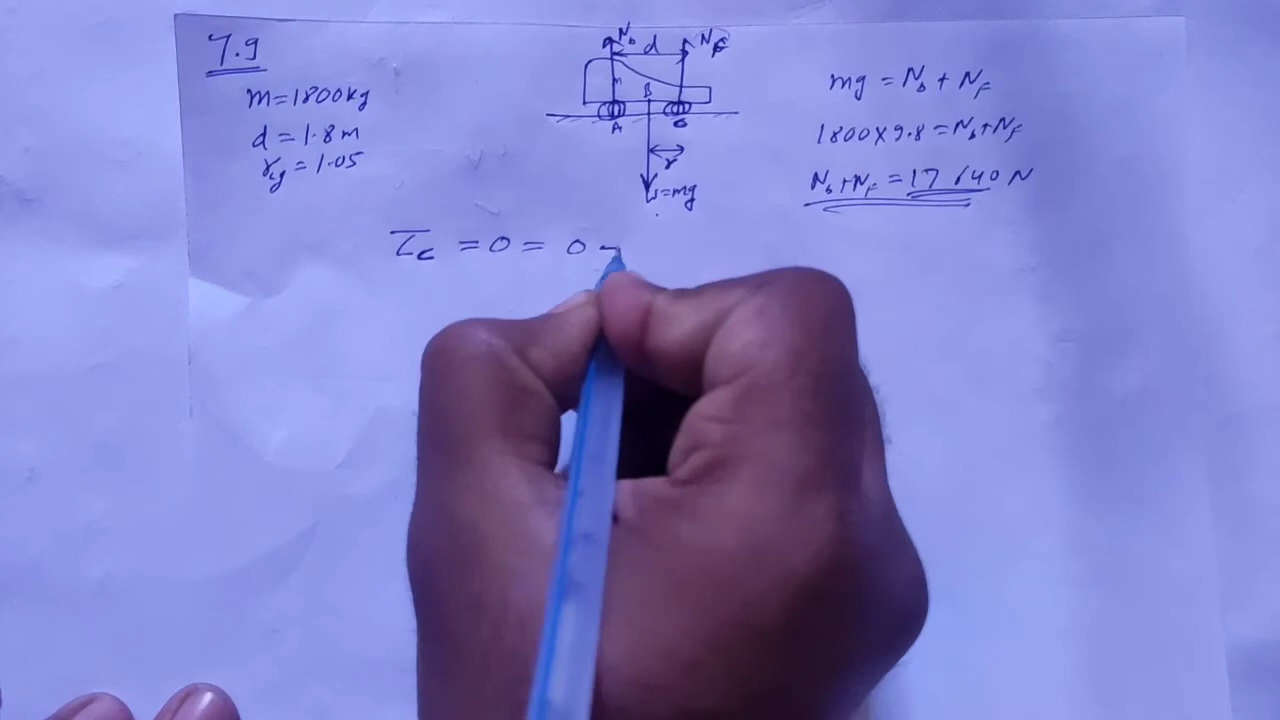 7.9
m=1800kg
d = 1.8m
r_cg = 1.05
N_b
d
N_F
B
A
C
r
W=mg
mg = N_b + N_F
1800×9.8 = N_b+N_F
N_b+N_F = 17640 N
τ_c = 0 = 0 -